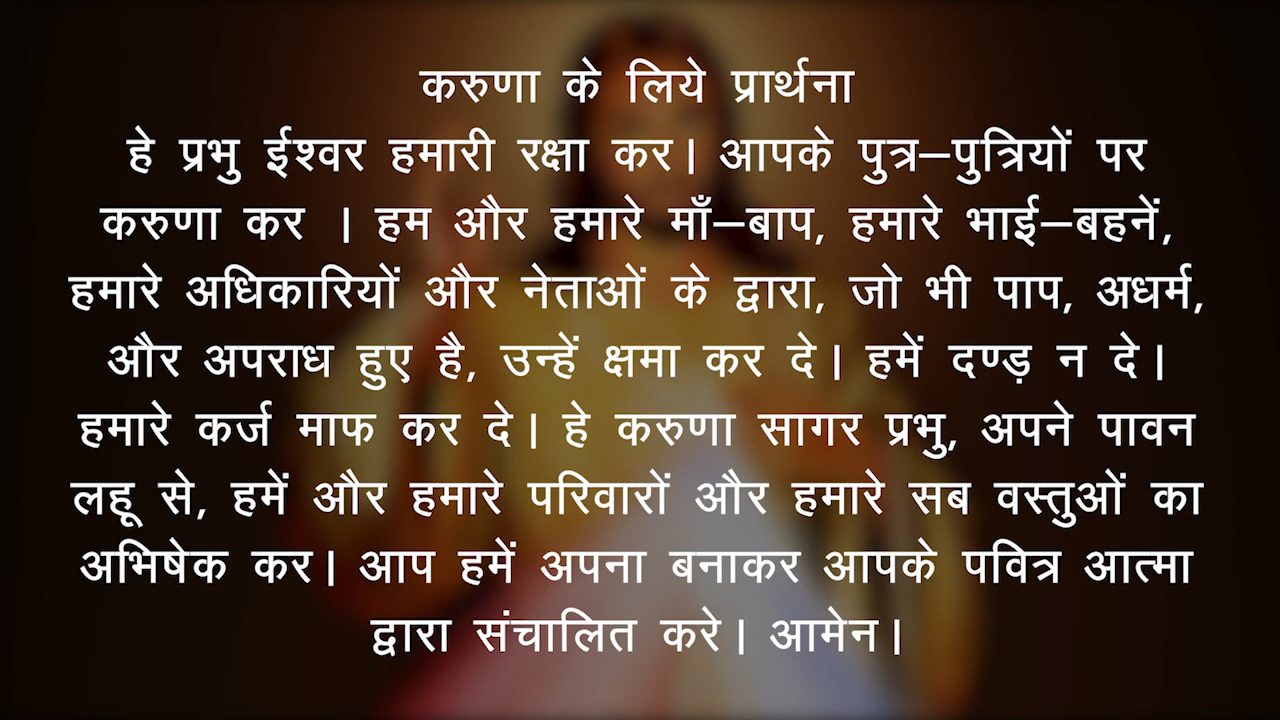 करुणा के लिये प्रार्थना
हे प्रभु ईश्वर हमारी रक्षा कर। आपके पुत्र–पुत्रियों पर
करुणा कर । हम और हमारे माँ–बाप, हमारे भाई–बहनें,
हमारे अधिकारियों और नेताओं के द्वारा, जो भी पाप, अधर्म,
और अपराध हुए है, उन्हें क्षमा कर दे। हमें दण्ड़ न दे।
हमारे कर्ज माफ कर दे। हे करुणा सागर प्रभु, अपने पावन
लहू से, हमें और हमारे परिवारों और हमारे सब वस्तुओं का
अभिषेक कर। आप हमें अपना बनाकर आपके पवित्र आत्मा
द्वारा संचालित करे। आमेन।